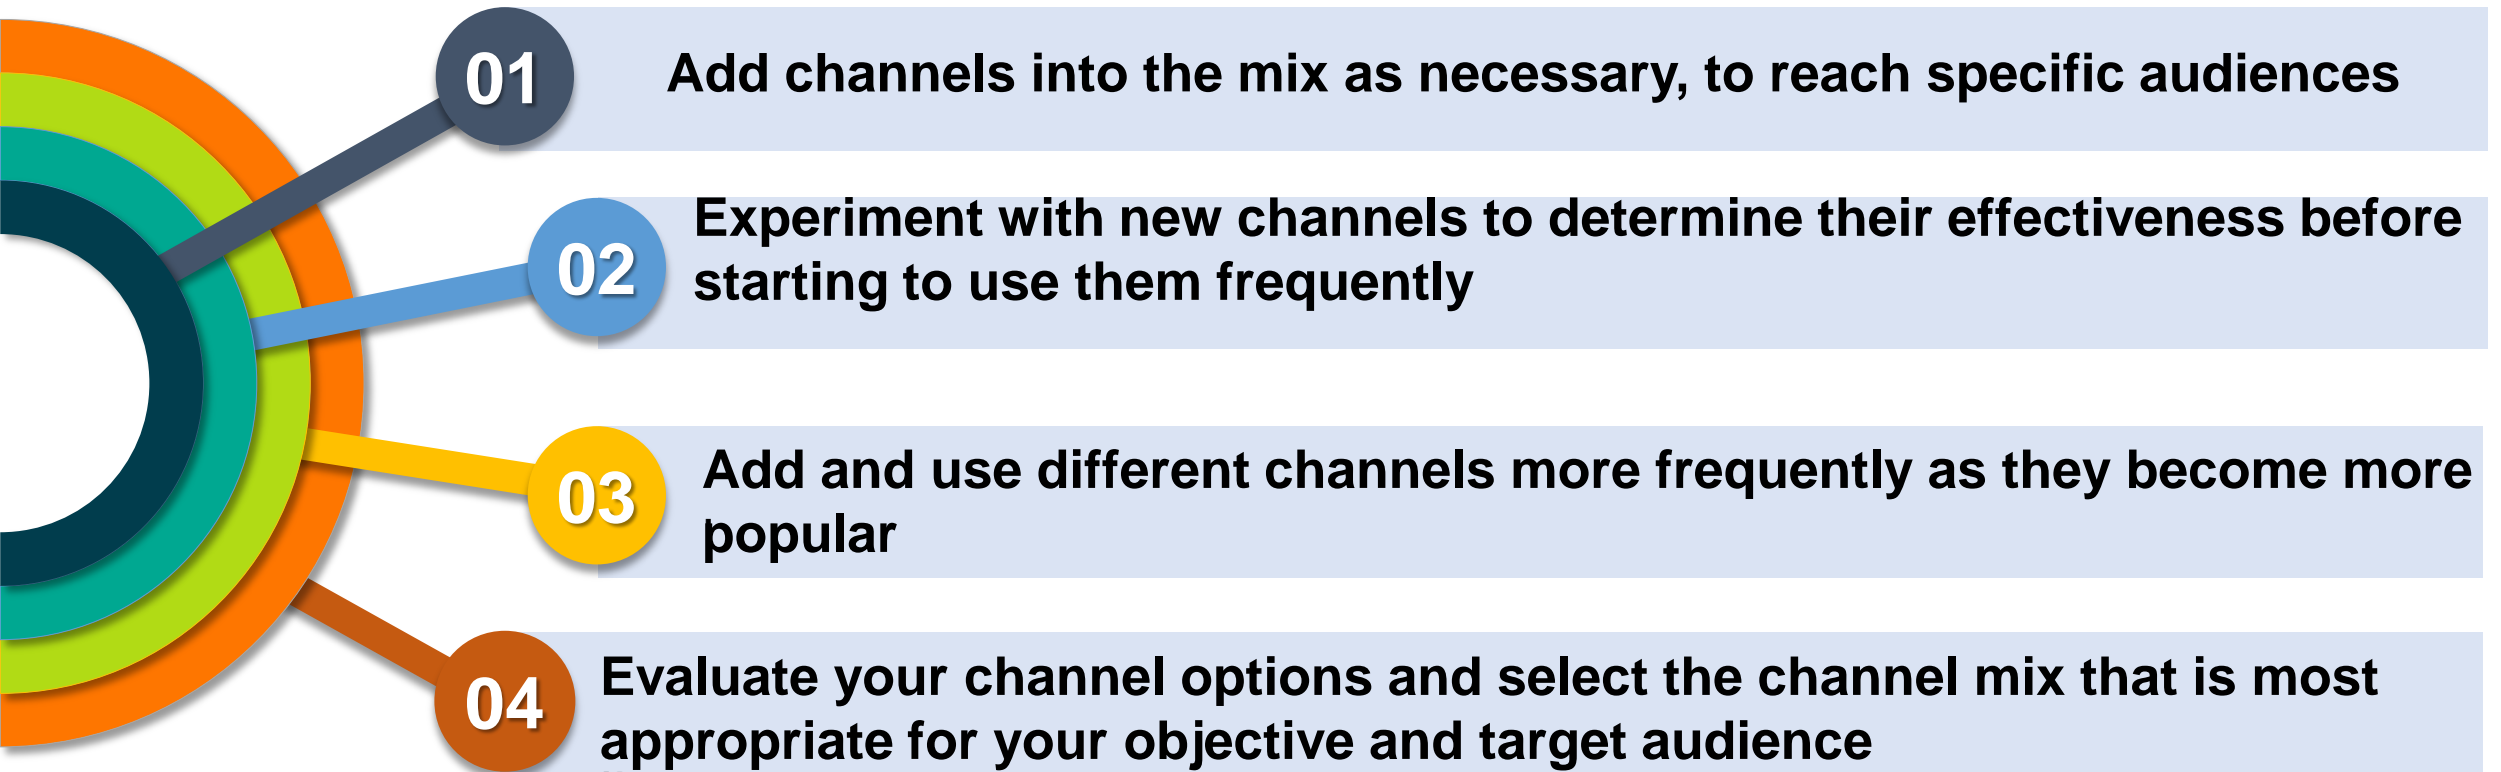 01
Add channels into the mix as necessary, to reach specific audiences
02
Experiment with new channels to determine their effectiveness before
starting to use them frequently
03
Add and use different channels more frequently as they become more
popular
04
Evaluate your channel options and select the channel mix that is most
appropriate for your objective and target audience